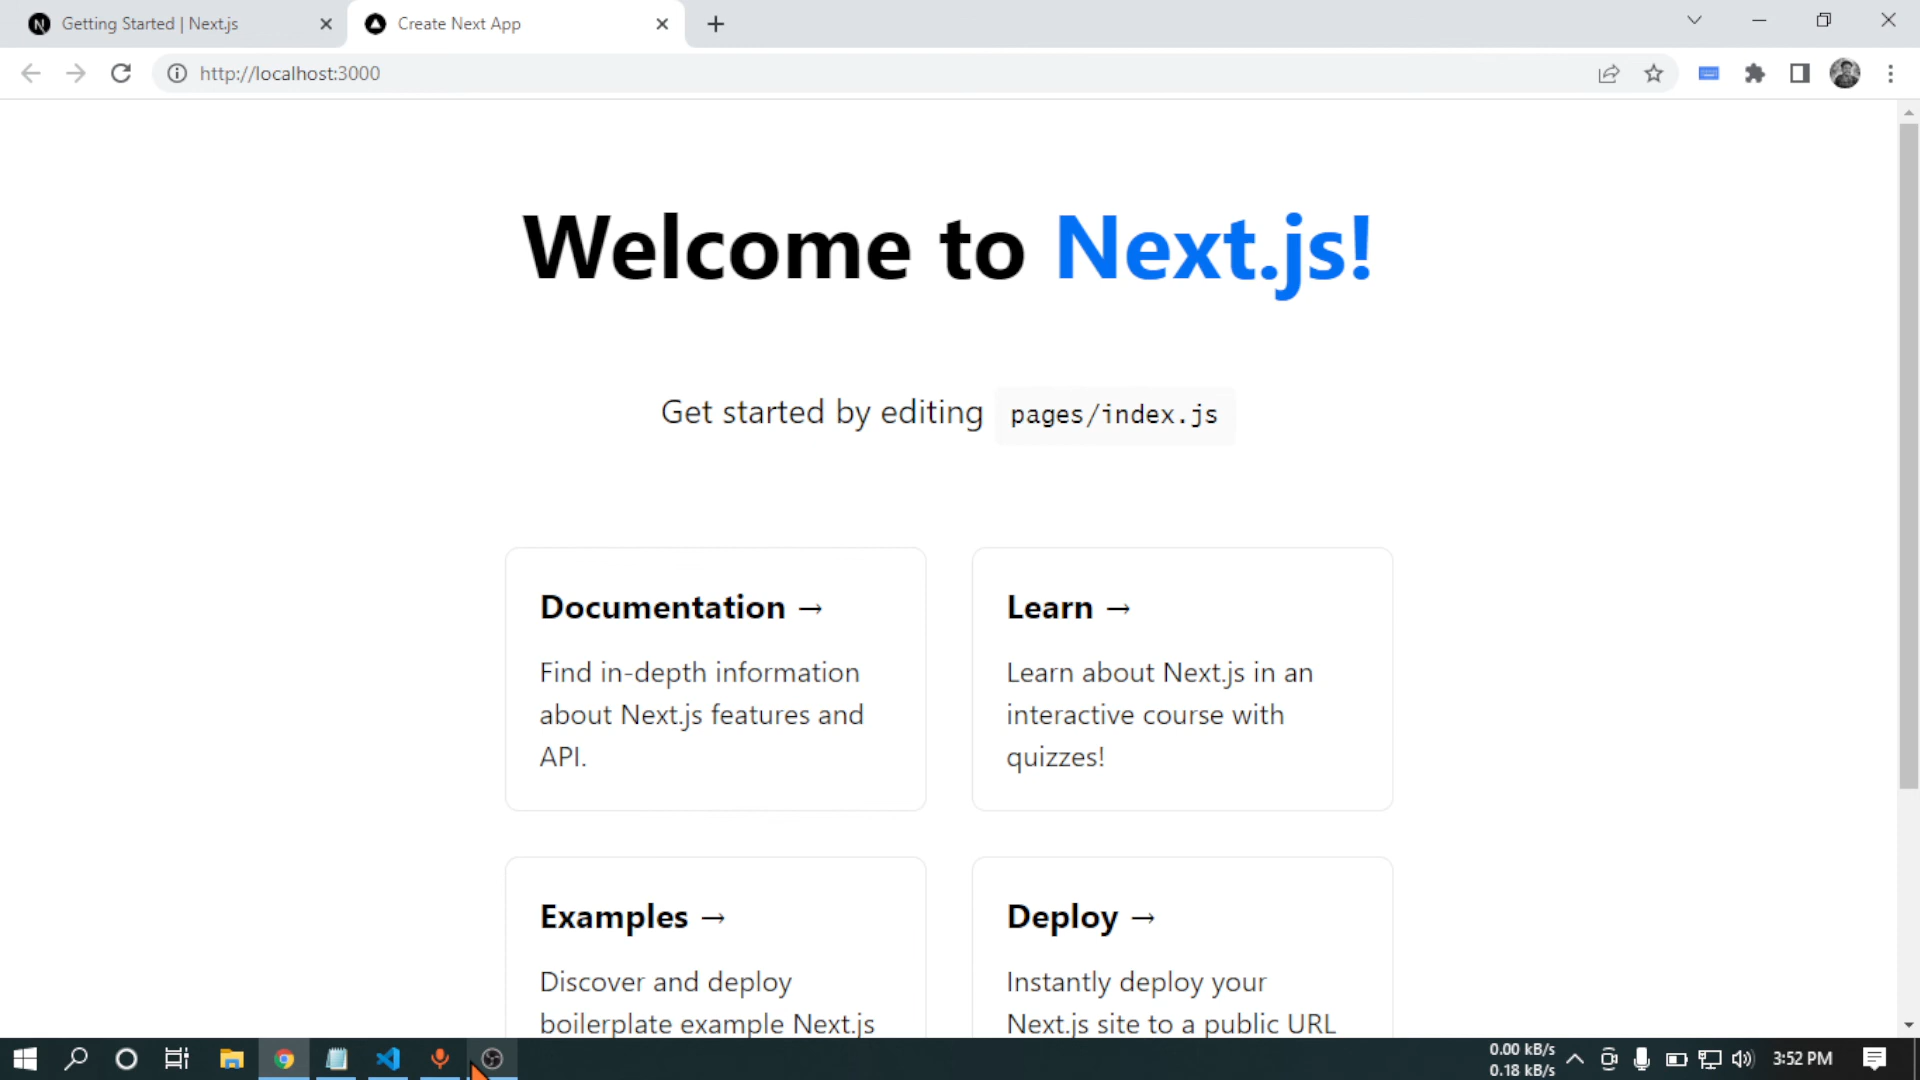 Getting Started | Next.js
Create Next App
http://localhost:3000
Welcome to Next.js!
Get started by editing pages/index.js
Documentation →
Find in-depth information
about Next.js features and
API.
Learn →
Learn about Next.js in an
interactive course with
quizzes!
Examples →
Discover and deploy
boilerplate example Next.js
Deploy →
Instantly deploy your
Next.js site to a public URL
0.00 kB/s
0.18 kB/s
3:52 PM